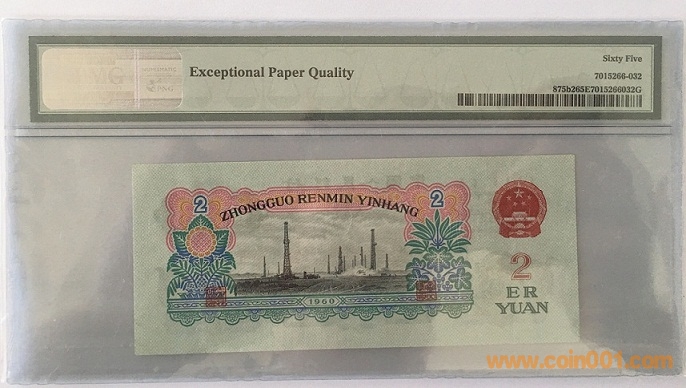 Exceptional Paper Quality
Sixty Five
7015266-032
875b265E7015266032G
2 2
ZHONGGUO RENMIN YINHANG
1960
2
ER
YUAN
www.coin001.com